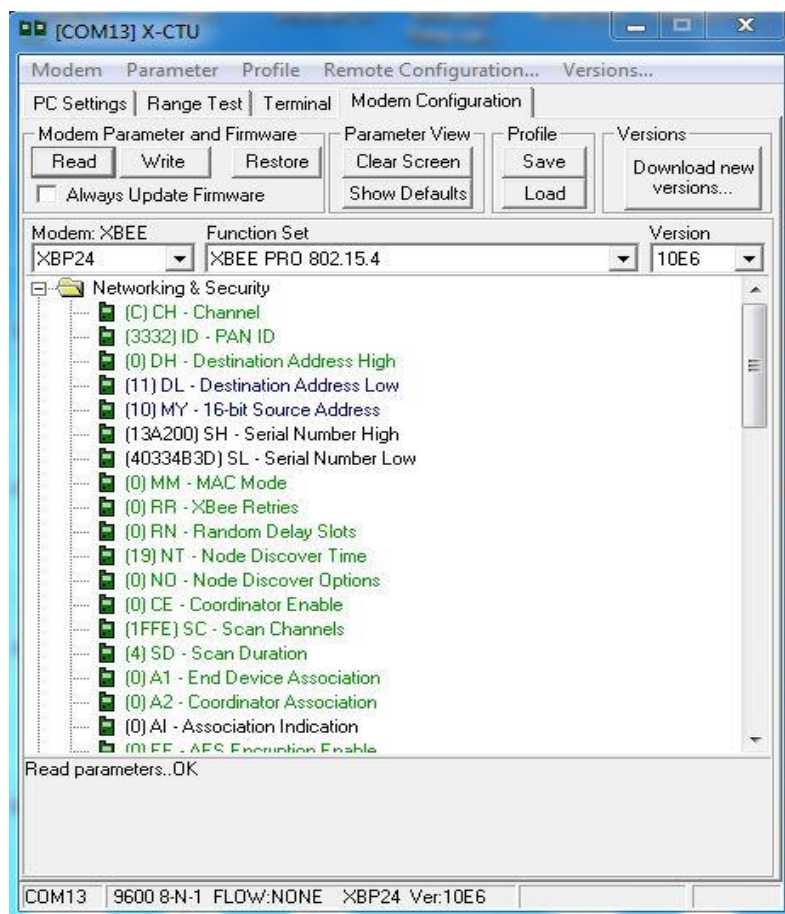 [COM13] X-CTU
Modem Parameter Profile Remote Configuration... Versions...
PC Settings Range Test Terminal Modem Configuration
Modem Parameter and Firmware Parameter View Profile Versions
Read Write Restore Clear Screen Save Download new versions...
Always Update Firmware Show Defaults Load
Modem: XBEE Function Set Version
XBP24 XBEE PRO 802.15.4 10E6
Networking & Security
(C) CH - Channel
(3332) ID - PAN ID
(0) DH - Destination Address High
(11) DL - Destination Address Low
(10) MY - 16-bit Source Address
(13A200) SH - Serial Number High
(40334B3D) SL - Serial Number Low
(0) MM - MAC Mode
(0) RR - XBee Retries
(0) RN - Random Delay Slots
(19) NT - Node Discover Time
(0) NO - Node Discover Options
(0) CE - Coordinator Enable
(1FFE) SC - Scan Channels
(4) SD - Scan Duration
(0) A1 - End Device Association
(0) A2 - Coordinator Association
(0) AI - Association Indication
(0) EE - AES Encryption Enable
Read parameters..OK
COM13 9600 8-N-1 FLOW:NONE XBP24 Ver:10E6